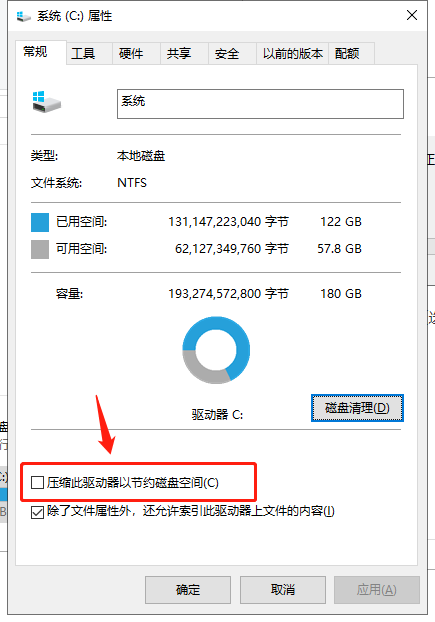 系统 (C:) 属性
常规 工具 硬件 共享 安全 以前的版本 配额
系统
类型: 本地磁盘
文件系统: NTFS
已用空间: 131,147,223,040 字节 122 GB
可用空间: 62,127,349,760 字节 57.8 GB
容量: 193,274,572,800 字节 180 GB
驱动器 C:
磁盘清理(D)
压缩此驱动器以节约磁盘空间(C)
除了文件属性外，还允许索引此驱动器上文件的内容(I)
确定 取消 应用(A)